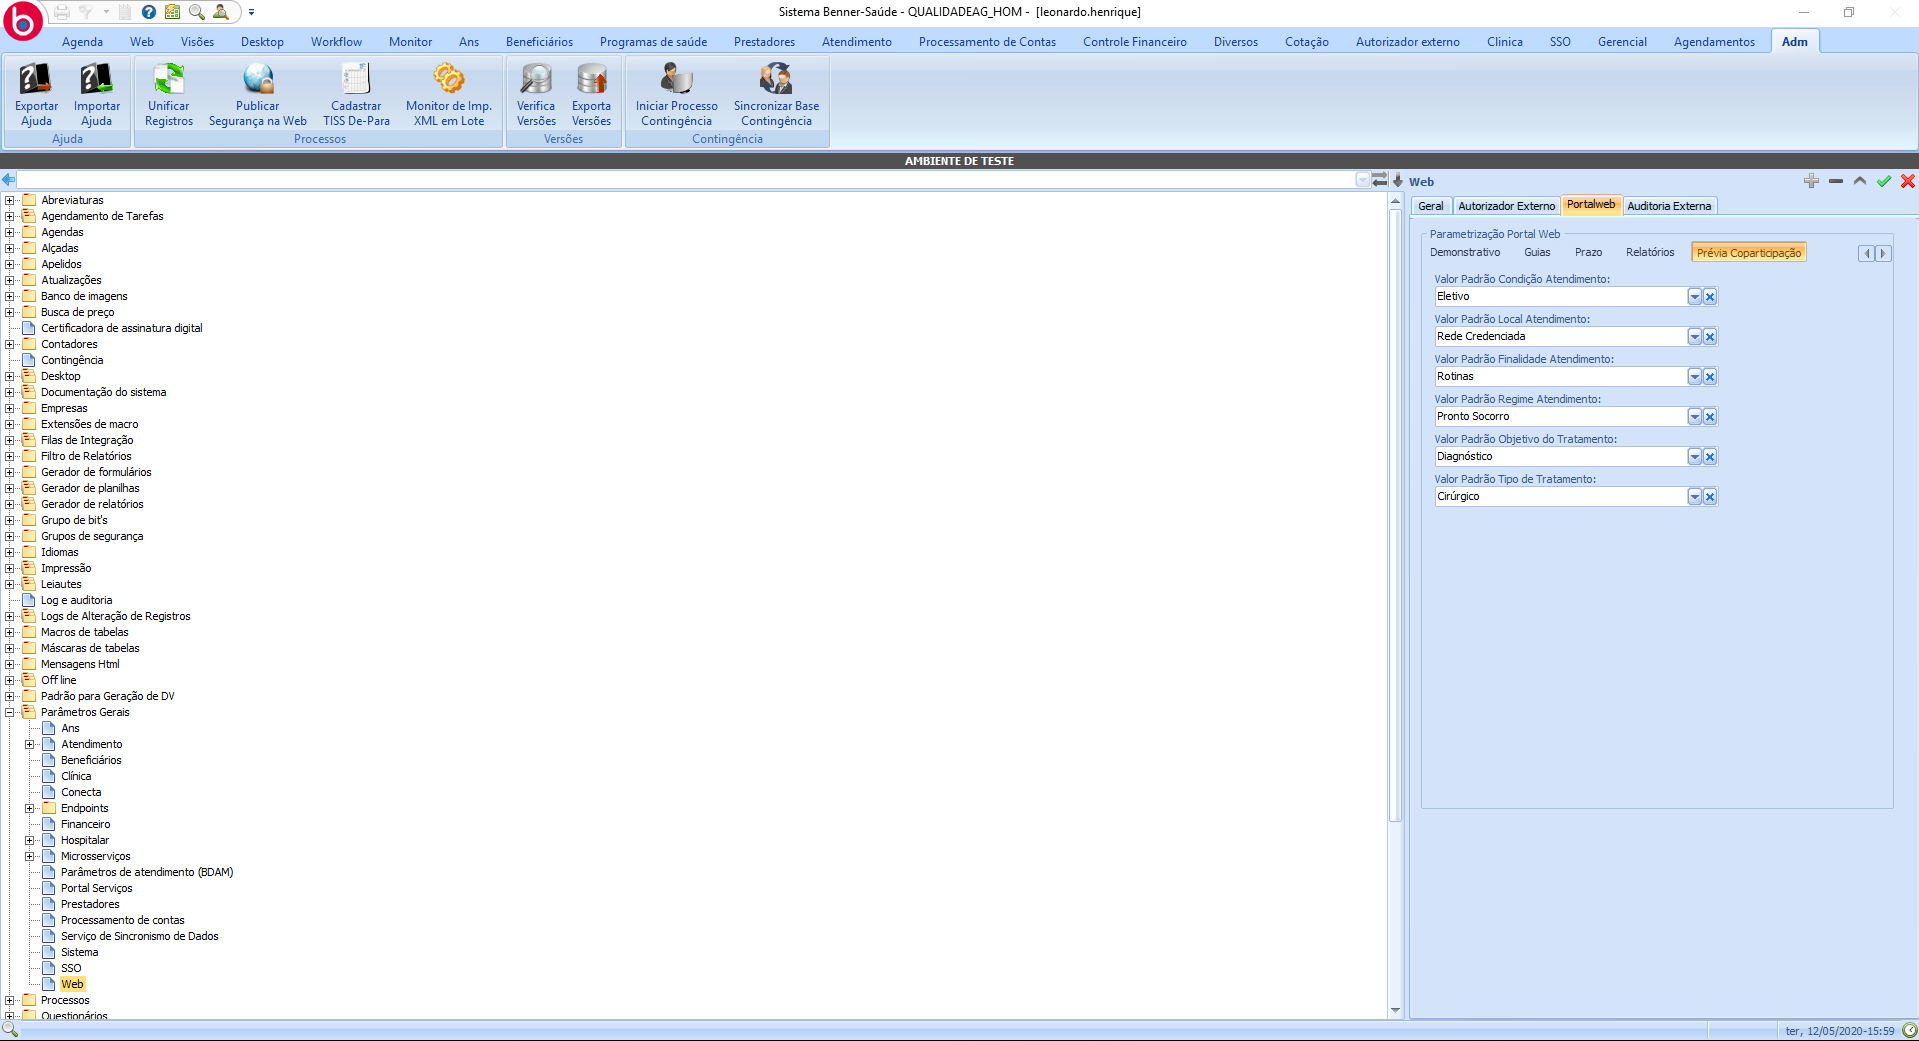 Sistema Benner-Saúde - QUALIDADEAG_HOM - [leonardo.henrique]
Agenda Web Visões Desktop Workflow Monitor Ans Beneficiários Programas de saúde Prestadores Atendimento Processamento de Contas Controle Financeiro Diversos Cotação Autorizador externo Clinica SSO Gerencial Agendamentos Adm
Exportar Ajuda
Importar Ajuda
Unificar Registros
Publicar Segurança na Web
Cadastrar TISS De-Para
Monitor de Imp. XML em Lote
Verifica Versões
Exporta Versões
Iniciar Processo Contingência
Sincronizar Base Contingência
Ajuda Processos Versões Contingência
AMBIENTE DE TESTE
Abreviaturas
Agendamento de Tarefas
Agendas
Alçadas
Apelidos
Atualizações
Banco de imagens
Busca de preço
Certificadora de assinatura digital
Contadores
Contingência
Desktop
Documentação do sistema
Empresas
Extensões de macro
Filas de Integração
Filtro de Relatórios
Gerador de formulários
Gerador de planilhas
Gerador de relatórios
Grupo de bit's
Grupos de segurança
Idiomas
Impressão
Leiautes
Log e auditoria
Logs de Alteração de Registros
Macros de tabelas
Máscaras de tabelas
Mensagens Html
Off line
Padrão para Geração de DV
Parâmetros Gerais
Ans
Atendimento
Beneficiários
Clínica
Conecta
Endpoints
Financeiro
Hospitalar
Microsserviços
Parâmetros de atendimento (BDAM)
Portal Serviços
Prestadores
Processamento de contas
Serviço de Sincronismo de Dados
Sistema
SSO
Web
Processos
Questionários
Web
Geral Autorizador Externo Portalweb Auditoria Externa
Parametrização Portal Web
Demonstrativo Guias Prazo Relatórios Prévia Coparticipação
Valor Padrão Condição Atendimento:
Eletivo
Valor Padrão Local Atendimento:
Rede Credenciada
Valor Padrão Finalidade Atendimento:
Rotinas
Valor Padrão Regime Atendimento:
Pronto Socorro
Valor Padrão Objetivo do Tratamento:
Diagnóstico
Valor Padrão Tipo de Tratamento:
Cirúrgico
ter, 12/05/2020-15:59